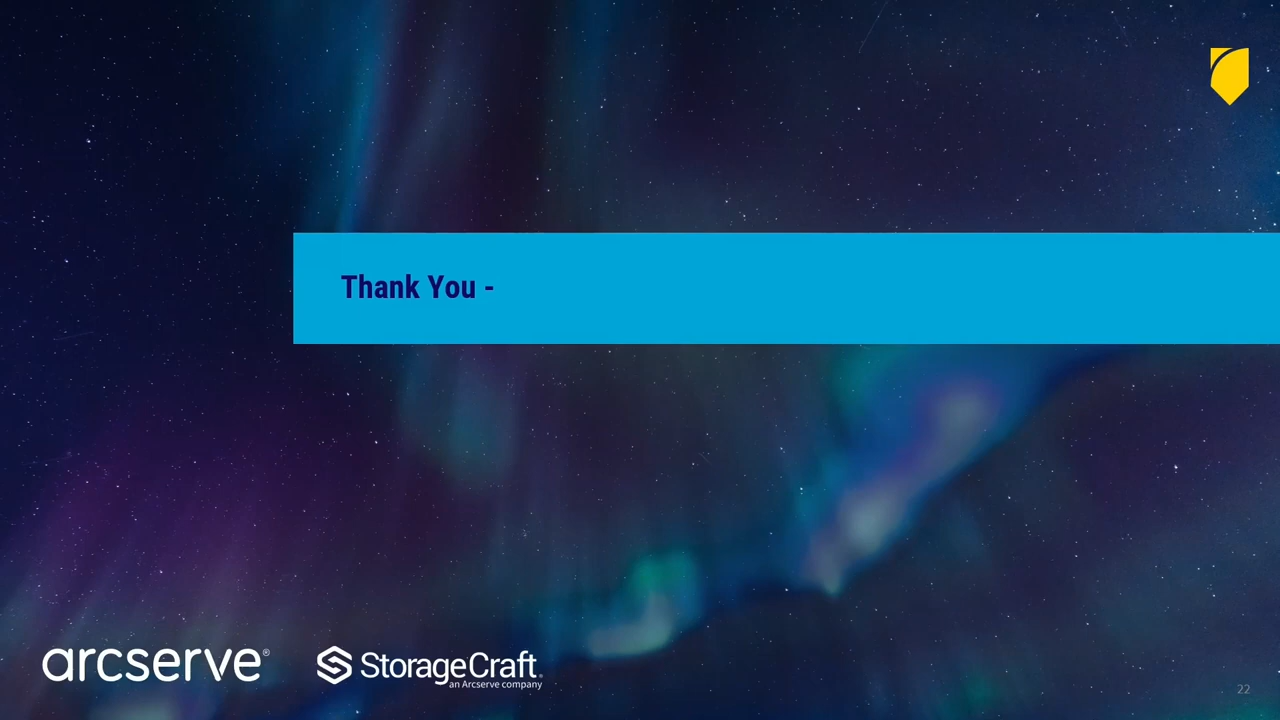 Thank You -
arcserve®
StorageCraft®
an Arcserve company
22